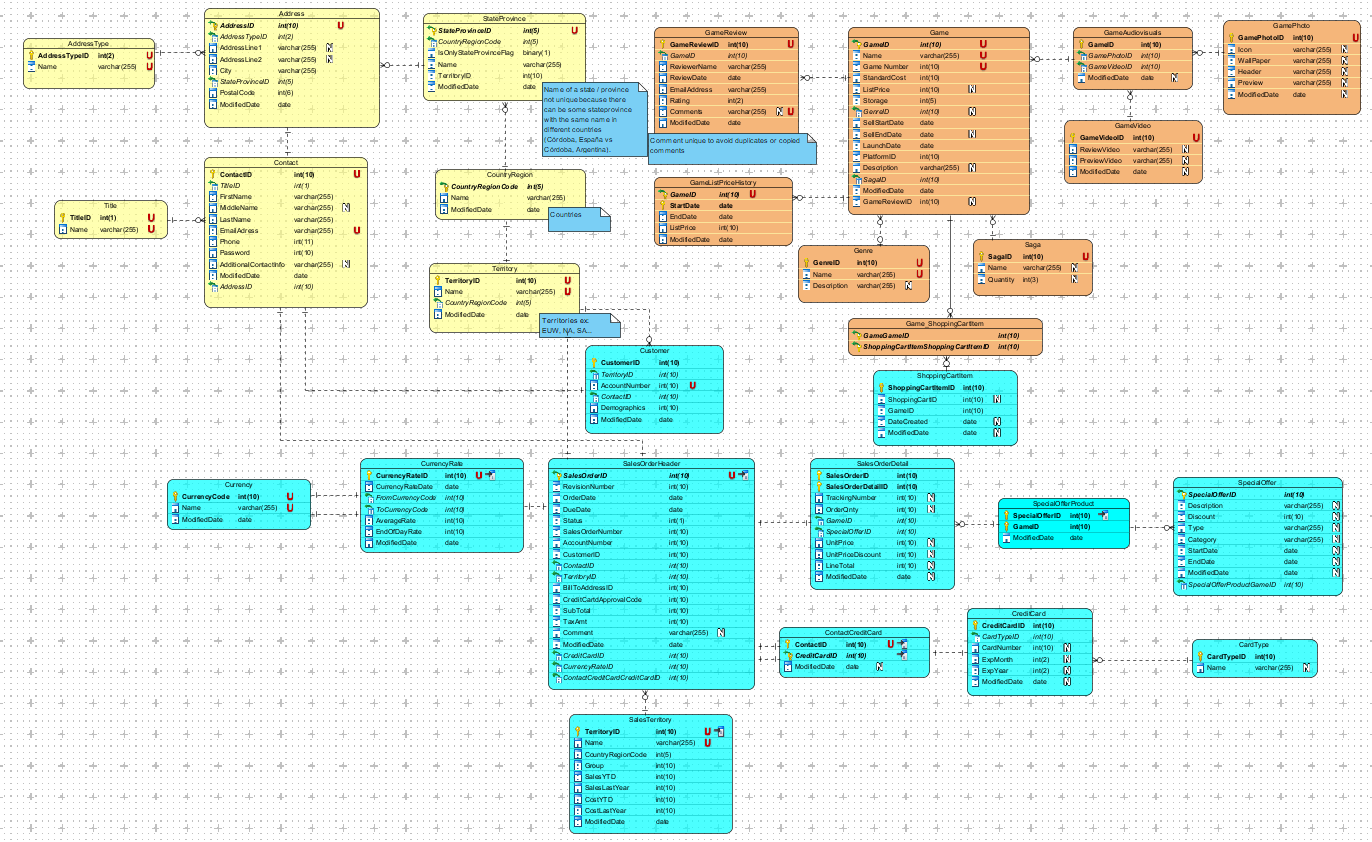 AddressType
AddressTypeID int(2) U
Name varchar(255) U
Address
AddressID int(10) U
AddressTypeID int(2)
AddressLine1 varchar(255) N
AddressLine2 varchar(255) N
City varchar(255)
StateProvinceID int(5)
PostalCode int(6)
ModifiedDate date
StateProvince
StateProvinceID int(5) U
CountryRegionCode int(5)
IsOnlyStateProvinceFlag binary(1)
Name varchar(255)
TerritoryID int(10)
ModifiedDate date
Name of a state / province
not unique because there
can be some stateprovince
with the same name in
different countries
(Córdoba, España vs
Córdoba, Argentina).
GameReview
GameReviewID int(10) U
GameID int(10)
ReviewerName varchar(255)
ReviewDate date
EmailAddress varchar(255)
Rating int(2)
Comments varchar(255) N U
ModifiedDate date
Comment unique to avoid duplicates or copied
comments
Game
GameID int(10) U
Name varchar(255) U
Game Number int(10) U
StandardCost int(10)
ListPrice int(10) N
Storage int(5)
GenreID int(10) N
SellStartDate date
SellEndDate date N
LaunchDate date
PlatformID int(10)
Description varchar(255) N
SagaID int(10)
ModifiedDate date
GameReviewID int(10) N
GameAudiovisuals
GameID int(10) U
GamePhotoID int(10)
GameVideoID int(10)
ModifiedDate date N
GamePhoto
GamePhotoID int(10) U
Icon varchar(255) N
WallPaper varchar(255) N
Header varchar(255) N
Preview varchar(255) N
ModifiedDate date N
GameVideo
GameVideoID int(10) U
ReviewVideo varchar(255) N
PreviewVideo varchar(255) N
ModifiedDate date N
Title
TitleID int(1) U
Name varchar(255) U
Contact
ContactID int(10) U
TitleID int(1)
FirstName varchar(255)
MiddleName varchar(255) N
LastName varchar(255)
EmailAdress varchar(255) U
Phone int(11)
Password int(10)
AdditionalContactInfo varchar(255) N
ModifiedDate date
AddressID int(10)
CountryRegion
CountryRegionCode int(5)
Name varchar(255)
ModifiedDate date
Countries
GameListPriceHistory
GameID int(10) U
StartDate date
EndDate date
ListPrice int(10)
ModifiedDate date
Genre
GenreID int(10) U
Name varchar(255) U
Description varchar(255) N
Saga
SagaID int(10) U
Name varchar(255) N
Quantity int(3) N
Territory
TerritoryID int(10) U
Name varchar(255) U
CountryRegionCode int(5)
ModifiedDate date
Territories ex:
EUW, NA, SA...
Game_ShoppingCartItem
GameGameID int(10)
ShoppingCartItemShoppingCartItemID int(10)
Customer
CustomerID int(10)
TerritoryID int(10)
AccountNumber int(10) U
ContactID int(10)
Demographics int(10)
ModifiedDate date
ShoppingCartItem
ShoppingCartItemID int(10)
ShoppingCartID int(10) N
GameID int(10)
DateCreated date N
ModifiedDate date N
Currency
CurrencyCode int(10) U
Name varchar(255) U
ModifiedDate date
CurrencyRate
CurrencyRateID int(10) U
CurrencyRateDate date
FromCurrencyCode int(10)
ToCurrencyCode int(10)
AverageRate int(10)
EndOfDayRate int(10)
ModifiedDate date
SalesOrderHeader
SalesOrderID int(10) U
RevisionNumber int(10)
OrderDate date
DueDate date
Status int(1)
SalesOrderNumber int(10)
AccountNumber int(10)
CustomerID int(10)
ContactID int(10)
TerritoryID int(10)
BillToAddressID int(10)
CreditCartdApprovalCode int(10)
SubTotal int(10)
TaxAmt int(10)
Comment varchar(255) N
ModifiedDate date
CreditCardID int(10)
CurrencyRateID int(10)
ContactCreditCardCreditCardID int(10)
SalesOrderDetail
SalesOrderID int(10)
SalesOrderDetailID int(10)
TrackingNumber int(10) N
OrderQnty int(10) N
GameID int(10)
SpecialOfferID int(10)
UnitPrice int(10) N
UnitPriceDiscount int(10) N
LineTotal int(10) N
ModifiedDate date N
SpecialOfferProduct
SpecialOfferID int(10)
GameID int(10)
ModifiedDate date
SpecialOffer
SpecialOfferID int(10)
Description varchar(255) N
Discount int(10) N
Type varchar(255) N
Category varchar(255) N
StartDate date N
EndDate date N
ModifiedDate date N
SpecialOfferProductGameID int(10)
ContactCreditCard
ContactID int(10) U
CreditCardID int(10)
ModifiedDate date N
CreditCard
CreditCardID int(10)
CardTypeID int(10)
CardNumber int(10) N
ExpMonth int(2) N
ExpYear int(2) N
ModifiedDate date N
CardType
CardTypeID int(10)
Name varchar(255) N
SalesTerritory
TerritoryID int(10) U
Name varchar(255) U
CountryRegionCode int(5)
Group int(10)
SalesYTD int(10)
SalesLastYear int(10)
CostYTD int(10)
CostLastYear int(10)
ModifiedDate date